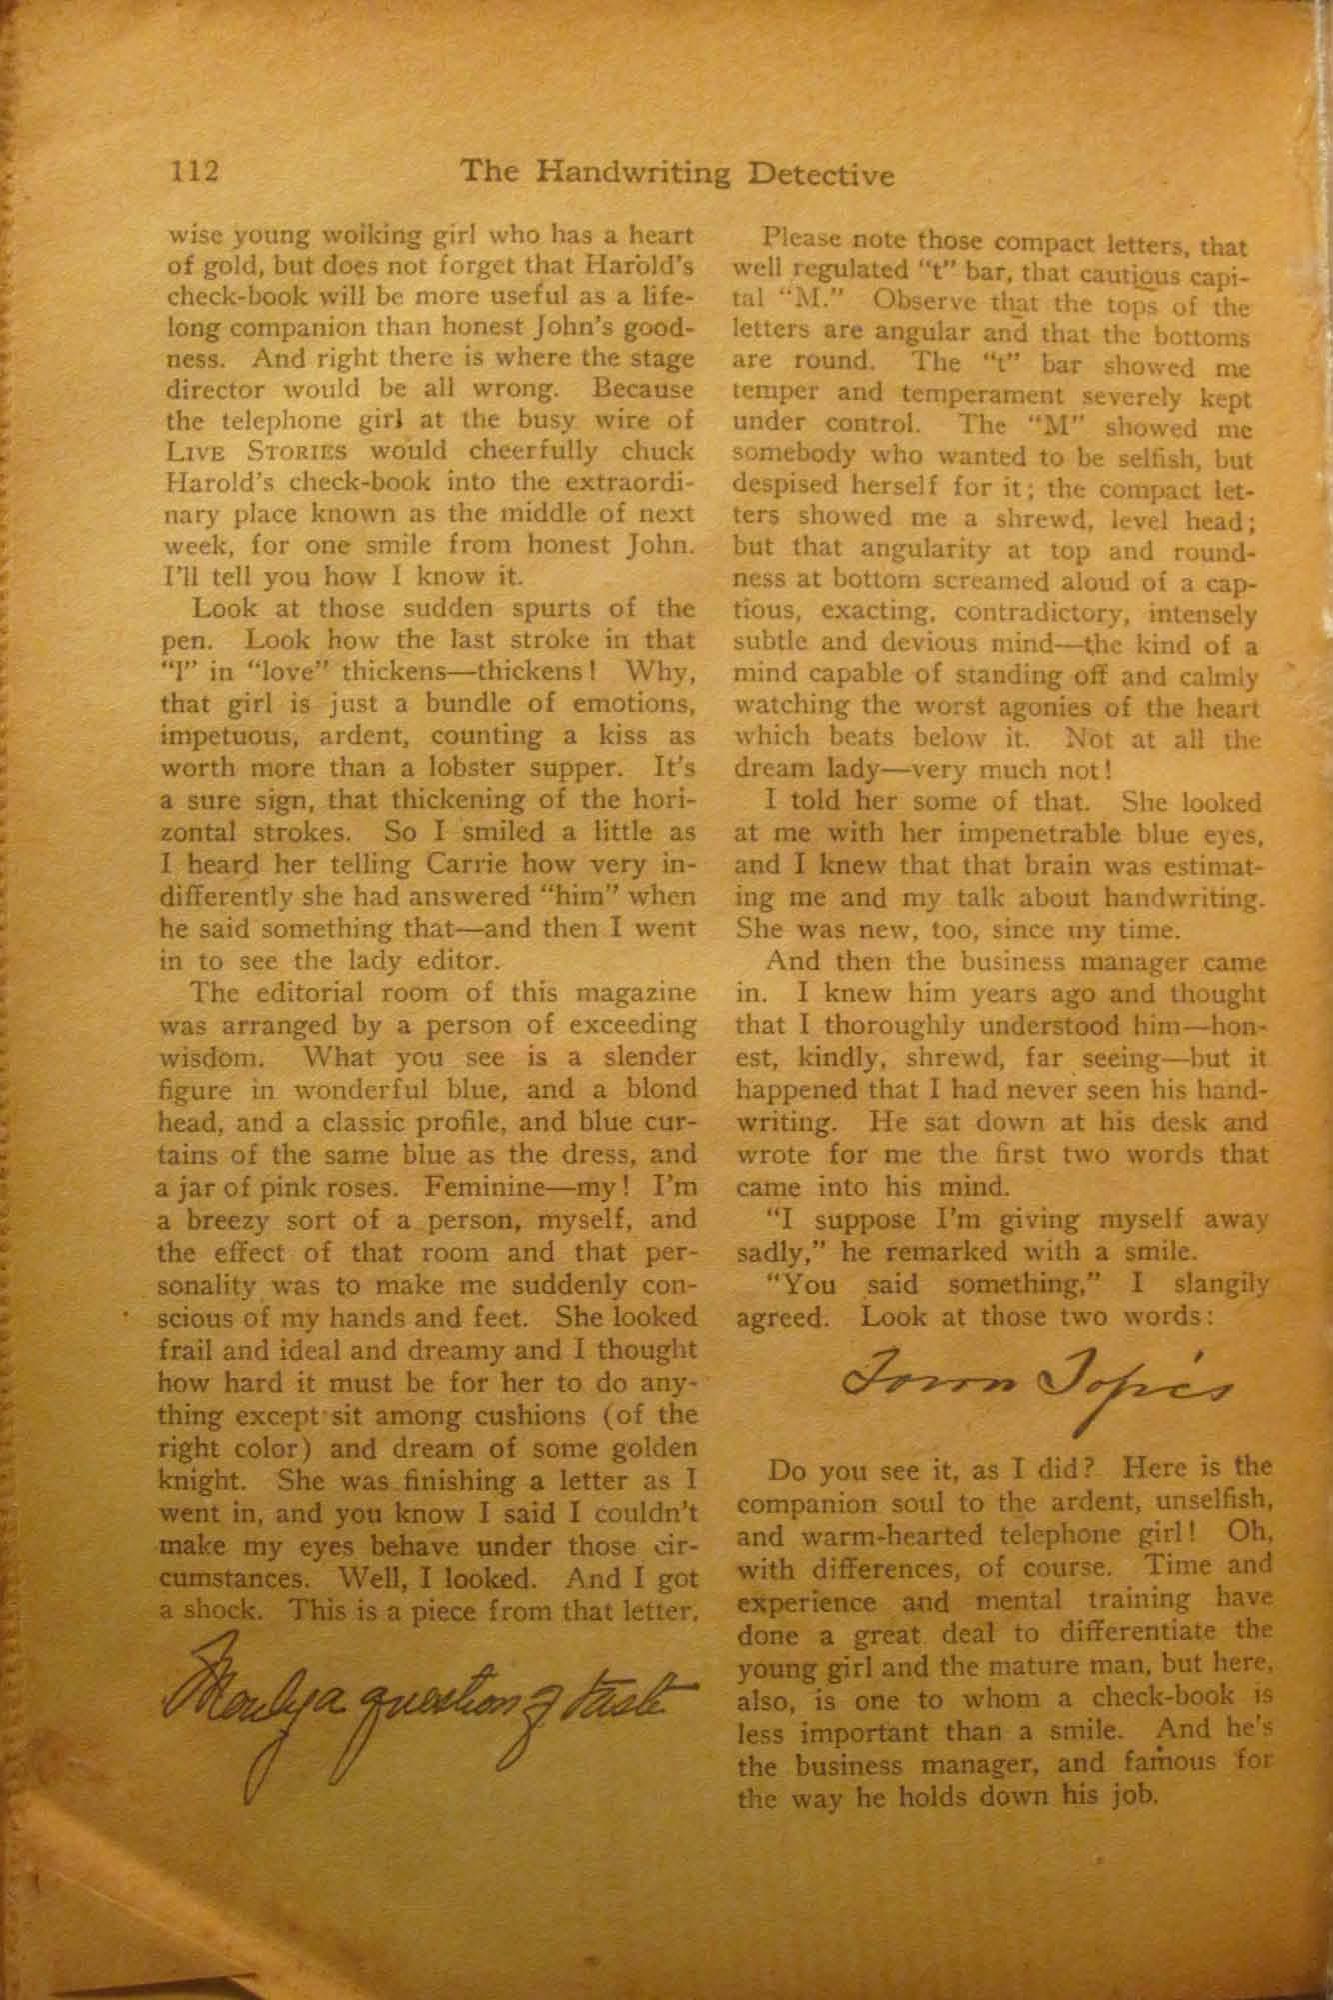 112 The Handwriting Detective
wise young woiking girl who has a heart
of gold, but does not forget that Harold's
check-book will be more useful as a life-
long companion than honest John's good-
ness. And right there is where the stage
director would be all wrong. Because
the telephone girl at the busy wire of
LIVE STORIES would cheerfully chuck
Harold's check-book into the extraordi-
nary place known as the middle of next
week, for one smile from honest John.
I'll tell you how I know it.
Look at those sudden spurts of the
pen. Look how the last stroke in that
"l" in "love" thickens—thickens! Why,
that girl is just a bundle of emotions,
impetuous, ardent, counting a kiss as
worth more than a lobster supper. It's
a sure sign, that thickening of the hori-
zontal strokes. So I smiled a little as
I heard her telling Carrie how very in-
differently she had answered "him" when
he said something that—and then I went
in to see the lady editor.
The editorial room of this magazine
was arranged by a person of exceeding
wisdom. What you see is a slender
figure in wonderful blue, and a blond
head, and a classic profile, and blue cur-
tains of the same blue as the dress, and
a jar of pink roses. Feminine—my! I'm
a breezy sort of a person, myself, and
the effect of that room and that per-
sonality was to make me suddenly con-
scious of my hands and feet. She looked
frail and ideal and dreamy and I thought
how hard it must be for her to do any-
thing except sit among cushions (of the
right color) and dream of some golden
knight. She was finishing a letter as I
went in, and you know I said I couldn't
make my eyes behave under those cir-
cumstances. Well, I looked. And I got
a shock. This is a piece from that letter.
a question of taste
Please note those compact letters, that
well regulated "t" bar, that cautious capi-
tal "M." Observe that the tops of the
letters are angular and that the bottoms
are round. The "t" bar showed me
temper and temperament severely kept
under control. The "M" showed me
somebody who wanted to be selfish, but
despised herself for it; the compact let-
ters showed me a shrewd, level head;
but that angularity at top and round-
ness at bottom screamed aloud of a cap-
tious, exacting, contradictory, intensely
subtle and devious mind—the kind of a
mind capable of standing off and calmly
watching the worst agonies of the heart
which beats below it. Not at all the
dream lady—very much not!
I told her some of that. She looked
at me with her impenetrable blue eyes,
and I knew that that brain was estimat-
ing me and my talk about handwriting.
She was new, too, since my time.
And then the business manager came
in. I knew him years ago and thought
that I thoroughly understood him—hon-
est, kindly, shrewd, far seeing—but it
happened that I had never seen his hand-
writing. He sat down at his desk and
wrote for me the first two words that
came into his mind.
"I suppose I'm giving myself away
sadly," he remarked with a smile.
"You said something," I slangily
agreed. Look at those two words:
Town Topics
Do you see it, as I did? Here is the
companion soul to the ardent, unselfish,
and warm-hearted telephone girl! Oh,
with differences, of course. Time and
experience and mental training have
done a great deal to differentiate the
young girl and the mature man, but here,
also, is one to whom a check-book is
less important than a smile. And he's
the business manager, and famous for
the way he holds down his job.